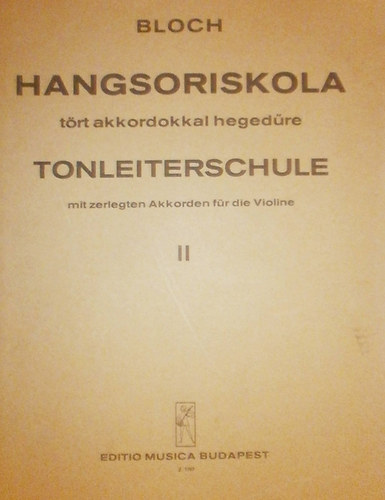 BLOCH
HANGSORISKOLA
tört akkordokkal hegedűre
TONLEITERSCHULE
mit zerlegten Akkorden für die Violine
II
EDITIO MUSICA BUDAPEST